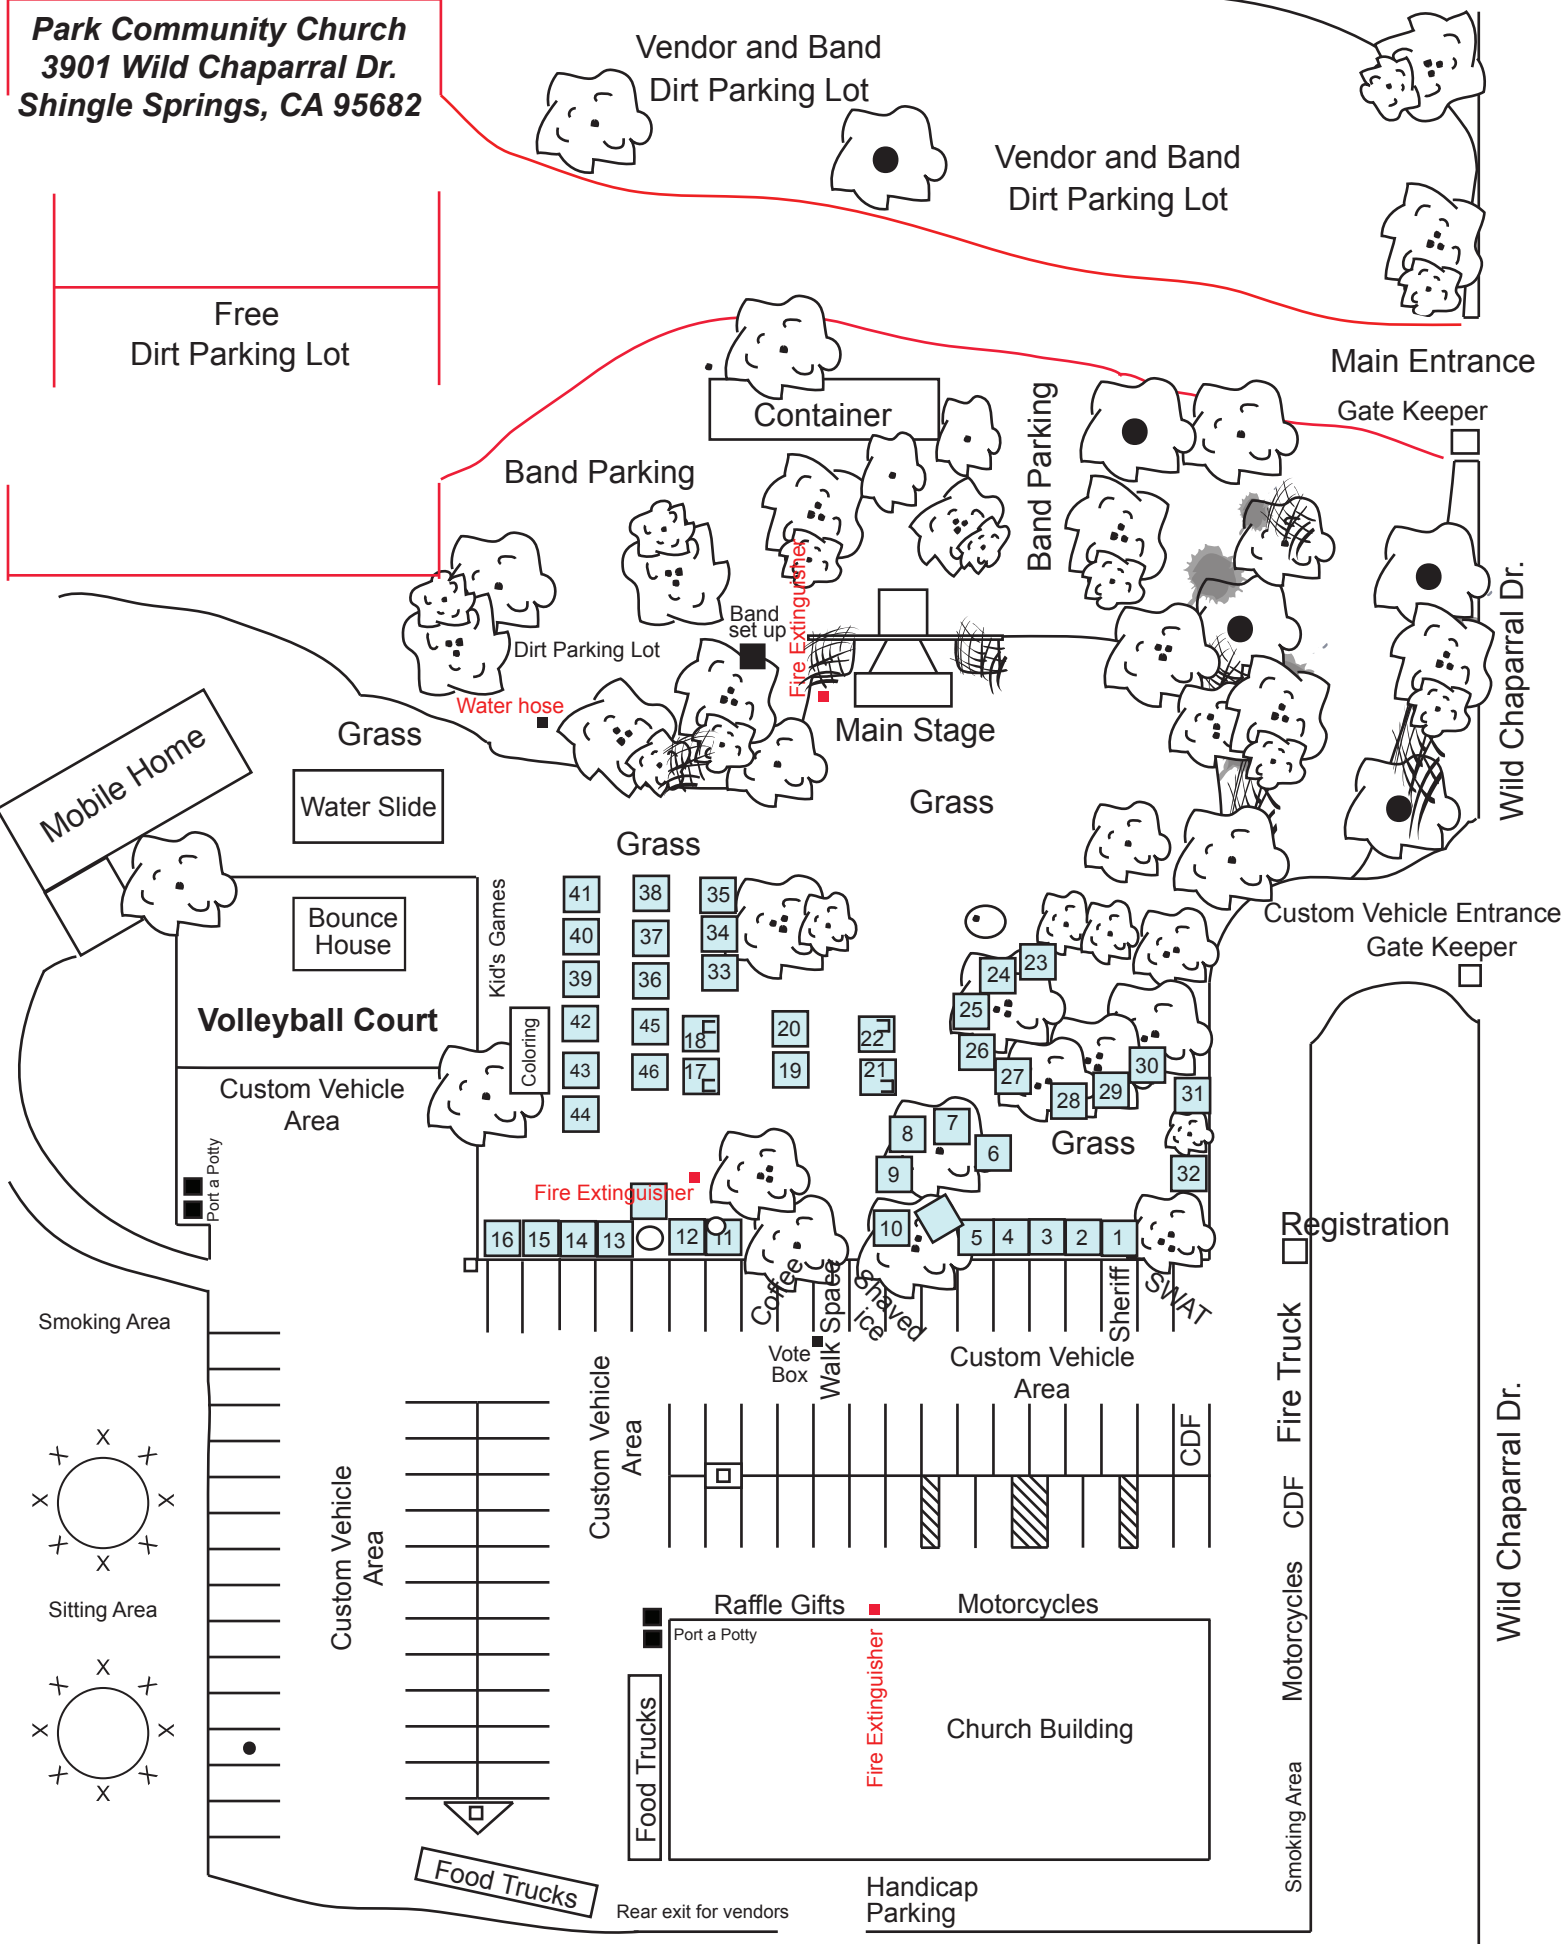 Park Community Church
3901 Wild Chaparral Dr.
Shingle Springs, CA 95682
Vendor and Band
Dirt Parking Lot
Vendor and Band
Dirt Parking Lot
Free
Dirt Parking Lot
Main Entrance
Gate Keeper
Container
Band Parking
Band Parking
Fire Extinguisher
Band
set up
Dirt Parking Lot
Water hose
Main Stage
Wild Chaparral Dr.
Grass
Mobile Home
Water Slide
Grass
Grass
Custom Vehicle Entrance
Gate Keeper
Bounce
House
Kid's Games
Volleyball Court
Coloring
Custom Vehicle
Area
Port a Potty
41
38
35
40
37
34
39
36
33
42
45
18
20
22
43
46
17
19
21
44
23
24
25
26
27
28
29
30
31
32
Grass
7
8
6
9
10
Fire Extinguisher
16
15
14
13
12
11
5
4
3
2
1
Registration
Coffee
Walk Space
Shaved
ice
Sheriff
SWAT
Vote
Box
Custom Vehicle
Area
Smoking Area
Custom Vehicle
Area
Custom Vehicle
Area
CDF
Fire Truck
CDF
Motorcycles
Smoking Area
Wild Chaparral Dr.
X
X
X
X
X
X
X
X
Sitting Area
X
X
X
X
X
X
X
X
Raffle Gifts
Motorcycles
Port a Potty
Fire Extinguisher
Church Building
Food Trucks
Food Trucks
Rear exit for vendors
Handicap
Parking